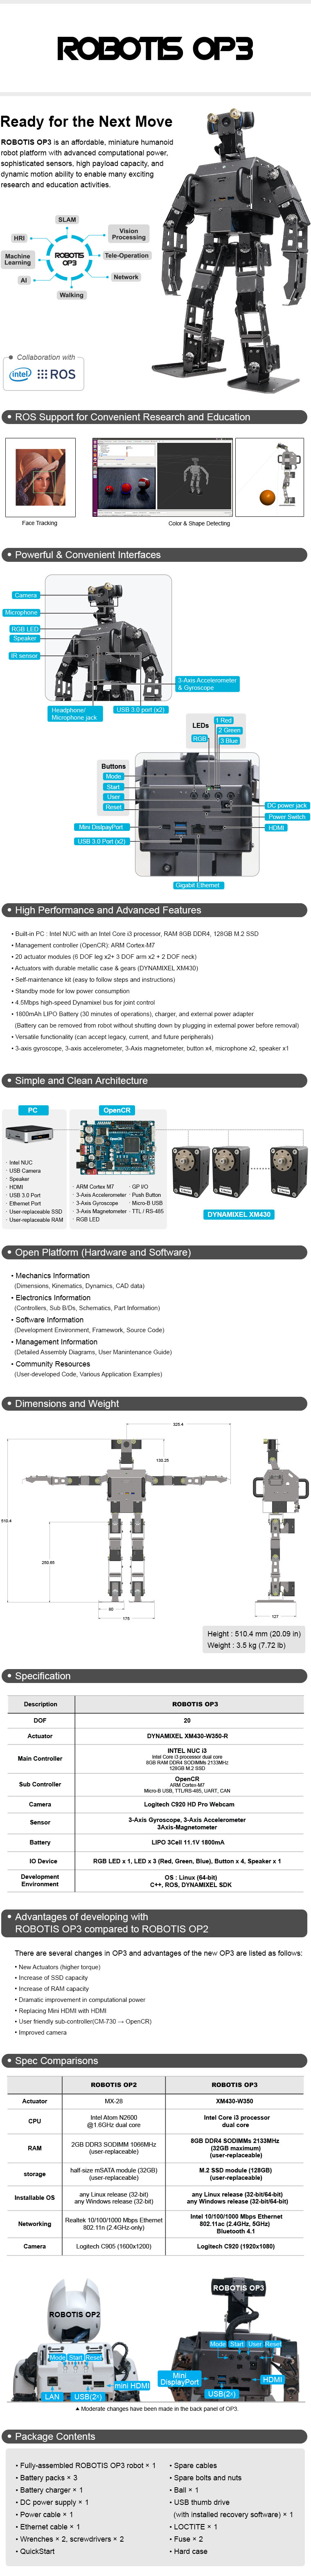 ROBOTIS OP3
Ready for the Next Move
ROBOTIS OP3 is an affordable, miniature humanoid
robot platform with advanced computational power,
sophisticated sensors, high payload capacity, and
dynamic motion ability to enable many exciting
research and education activities.
SLAM
Vision
Processing
HRI
ROBOTIS
OP3
Tele-Operation
Machine
Learning
AI
Network
Walking
Collaboration with
intel
ROS
• ROS Support for Convenient Research and Education
Face Tracking
Color & Shape Detecting
• Powerful & Convenient Interfaces
Camera
Microphone
RGB LED
Speaker
IR sensor
3-Axis Accelerometer
& Gyroscope
Headphone/
Microphone jack
USB 3.0 port (x2)
LEDs
1 Red
2 Green
RGB
3 Blue
Buttons
Mode
Start
User
Reset
DC power jack
Power Switch
Mini DislpayPort
HDMI
USB 3.0 Port (x2)
Gigabit Ethernet
• High Performance and Advanced Features
• Built-in PC : Intel NUC with an Intel Core i3 processor, RAM 8GB DDR4, 128GB M.2 SSD
• Management controller (OpenCR): ARM Cortex-M7
• 20 actuator modules (6 DOF leg x2+ 3 DOF arm x2 + 2 DOF neck)
• Actuators with durable metallic case & gears (DYNAMIXEL XM430)
• Self-maintenance kit (easy to follow steps and instructions)
• Standby mode for low power consumption
• 4.5Mbps high-speed Dynamixel bus for joint control
• 1800mAh LIPO Battery (30 minutes of operations), charger, and external power adapter
(Battery can be removed from robot without shutting down by plugging in external power before removal)
• Versatile functionality (can accept legacy, current, and future peripherals)
• 3-axis gyroscope, 3-axis accelerometer, 3-Axis magnetometer, button x4, microphone x2, speaker x1
• Simple and Clean Architecture
PC
OpenCR
· Intel NUC
· USB Camera
· Speaker
· HDMI
· USB 3.0 Port
· Ethernet Port
· User-replaceable SSD
· User-replaceable RAM
· ARM Cortex M7
· 3-Axis Accelerometer
· 3-Axis Gyroscope
· 3-Axis Magnetometer
· RGB LED
· GP I/O
· Push Button
· Micro-B USB
· TTL / RS-485
DYNAMIXEL XM430
• Open Platform (Hardware and Software)
• Mechanics Information
(Dimensions, Kinematics, Dynamics, CAD data)
• Electronics Information
(Controllers, Sub B/Ds, Schematics, Part Information)
• Software Information
(Development Environment, Framework, Source Code)
• Management Information
(Detailed Assembly Diagrams, User Manintenance Guide)
• Community Resources
(User-developed Code, Various Application Examples)
• Dimensions and Weight
325.4
130.25
510.4
250.65
80
178
127
Height : 510.4 mm (20.09 in)
Weight : 3.5 kg (7.72 lb)
• Specification
Description ROBOTIS OP3
DOF 20
Actuator DYNAMIXEL XM430-W350-R
Main Controller
INTEL NUC i3
Intel Core i3 processor dual core
8GB RAM DDR4 SODIMMs 2133MHz
128GB M.2 SSD
Sub Controller
OpenCR
ARM Cortex-M7
Micro-B USB, TTL/RS-485, UART, CAN
Camera Logitech C920 HD Pro Webcam
Sensor
3-Axis Gyroscope, 3-Axis Accelerometer
3Axis-Magnetometer
Battery LIPO 3Cell 11.1V 1800mA
IO Device RGB LED x 1, LED x 3 (Red, Green, Blue), Button x 4, Speaker x 1
Development
Environment
OS : Linux (64-bit)
C++, ROS, DYNAMIXEL SDK
• Advantages of developing with
ROBOTIS OP3 compared to ROBOTIS OP2
There are several changes in OP3 and advantages of the new OP3 are listed as follows:
• New Actuators (higher torque)
• Increase of SSD capacity
• Increase of RAM capacity
• Dramatic improvement in computational power
• Replacing Mini HDMI with HDMI
• User friendly sub-controller(CM-730 → OpenCR)
• Improved camera
• Spec Comparisons
ROBOTIS OP2 ROBOTIS OP3
Actuator MX-28 XM430-W350
CPU
Intel Atom N2600
@1.6GHz dual core
Intel Core i3 processor
dual core
RAM
2GB DDR3 SODIMM 1066MHz
(user-replaceable)
8GB DDR4 SODIMMs 2133MHz
(32GB maximum)
(user-replaceable)
storage
half-size mSATA module (32GB)
(user-replaceable)
M.2 SSD module (128GB)
(user-replaceable)
Installable OS
any Linux release (32-bit)
any Windows release (32-bit)
any Linux release (32-bit/64-bit)
any Windows release (32-bit/64-bit)
Networking
Realtek 10/100/1000 Mbps Ethernet
802.11n (2.4GHz-only)
Intel 10/100/1000 Mbps Ethernet
802.11ac (2.4GHz, 5GHz)
Bluetooth 4.1
Camera Logitech C905 (1600x1200) Logitech C920 (1920x1080)
ROBOTIS OP2
Mode Start Reset
mini HDMI
LAN
USB(2²)
ROBOTIS OP3
Mode Start User Reset
Mini
DisplayPort
HDMI
USB(2²)
▲ Moderate changes have been made in the back panel of OP3.
• Package Contents
• Fully-assembled ROBOTIS OP3 robot × 1
• Battery packs × 3
• Battery charger × 1
• DC power supply × 1
• Power cable × 1
• Ethernet cable × 1
• Wrenches × 2, screwdrivers × 2
• QuickStart
• Spare cables
• Spare bolts and nuts
• Ball × 1
• USB thumb drive
(with installed recovery software) × 1
• LOCTITE × 1
• Fuse × 2
• Hard case